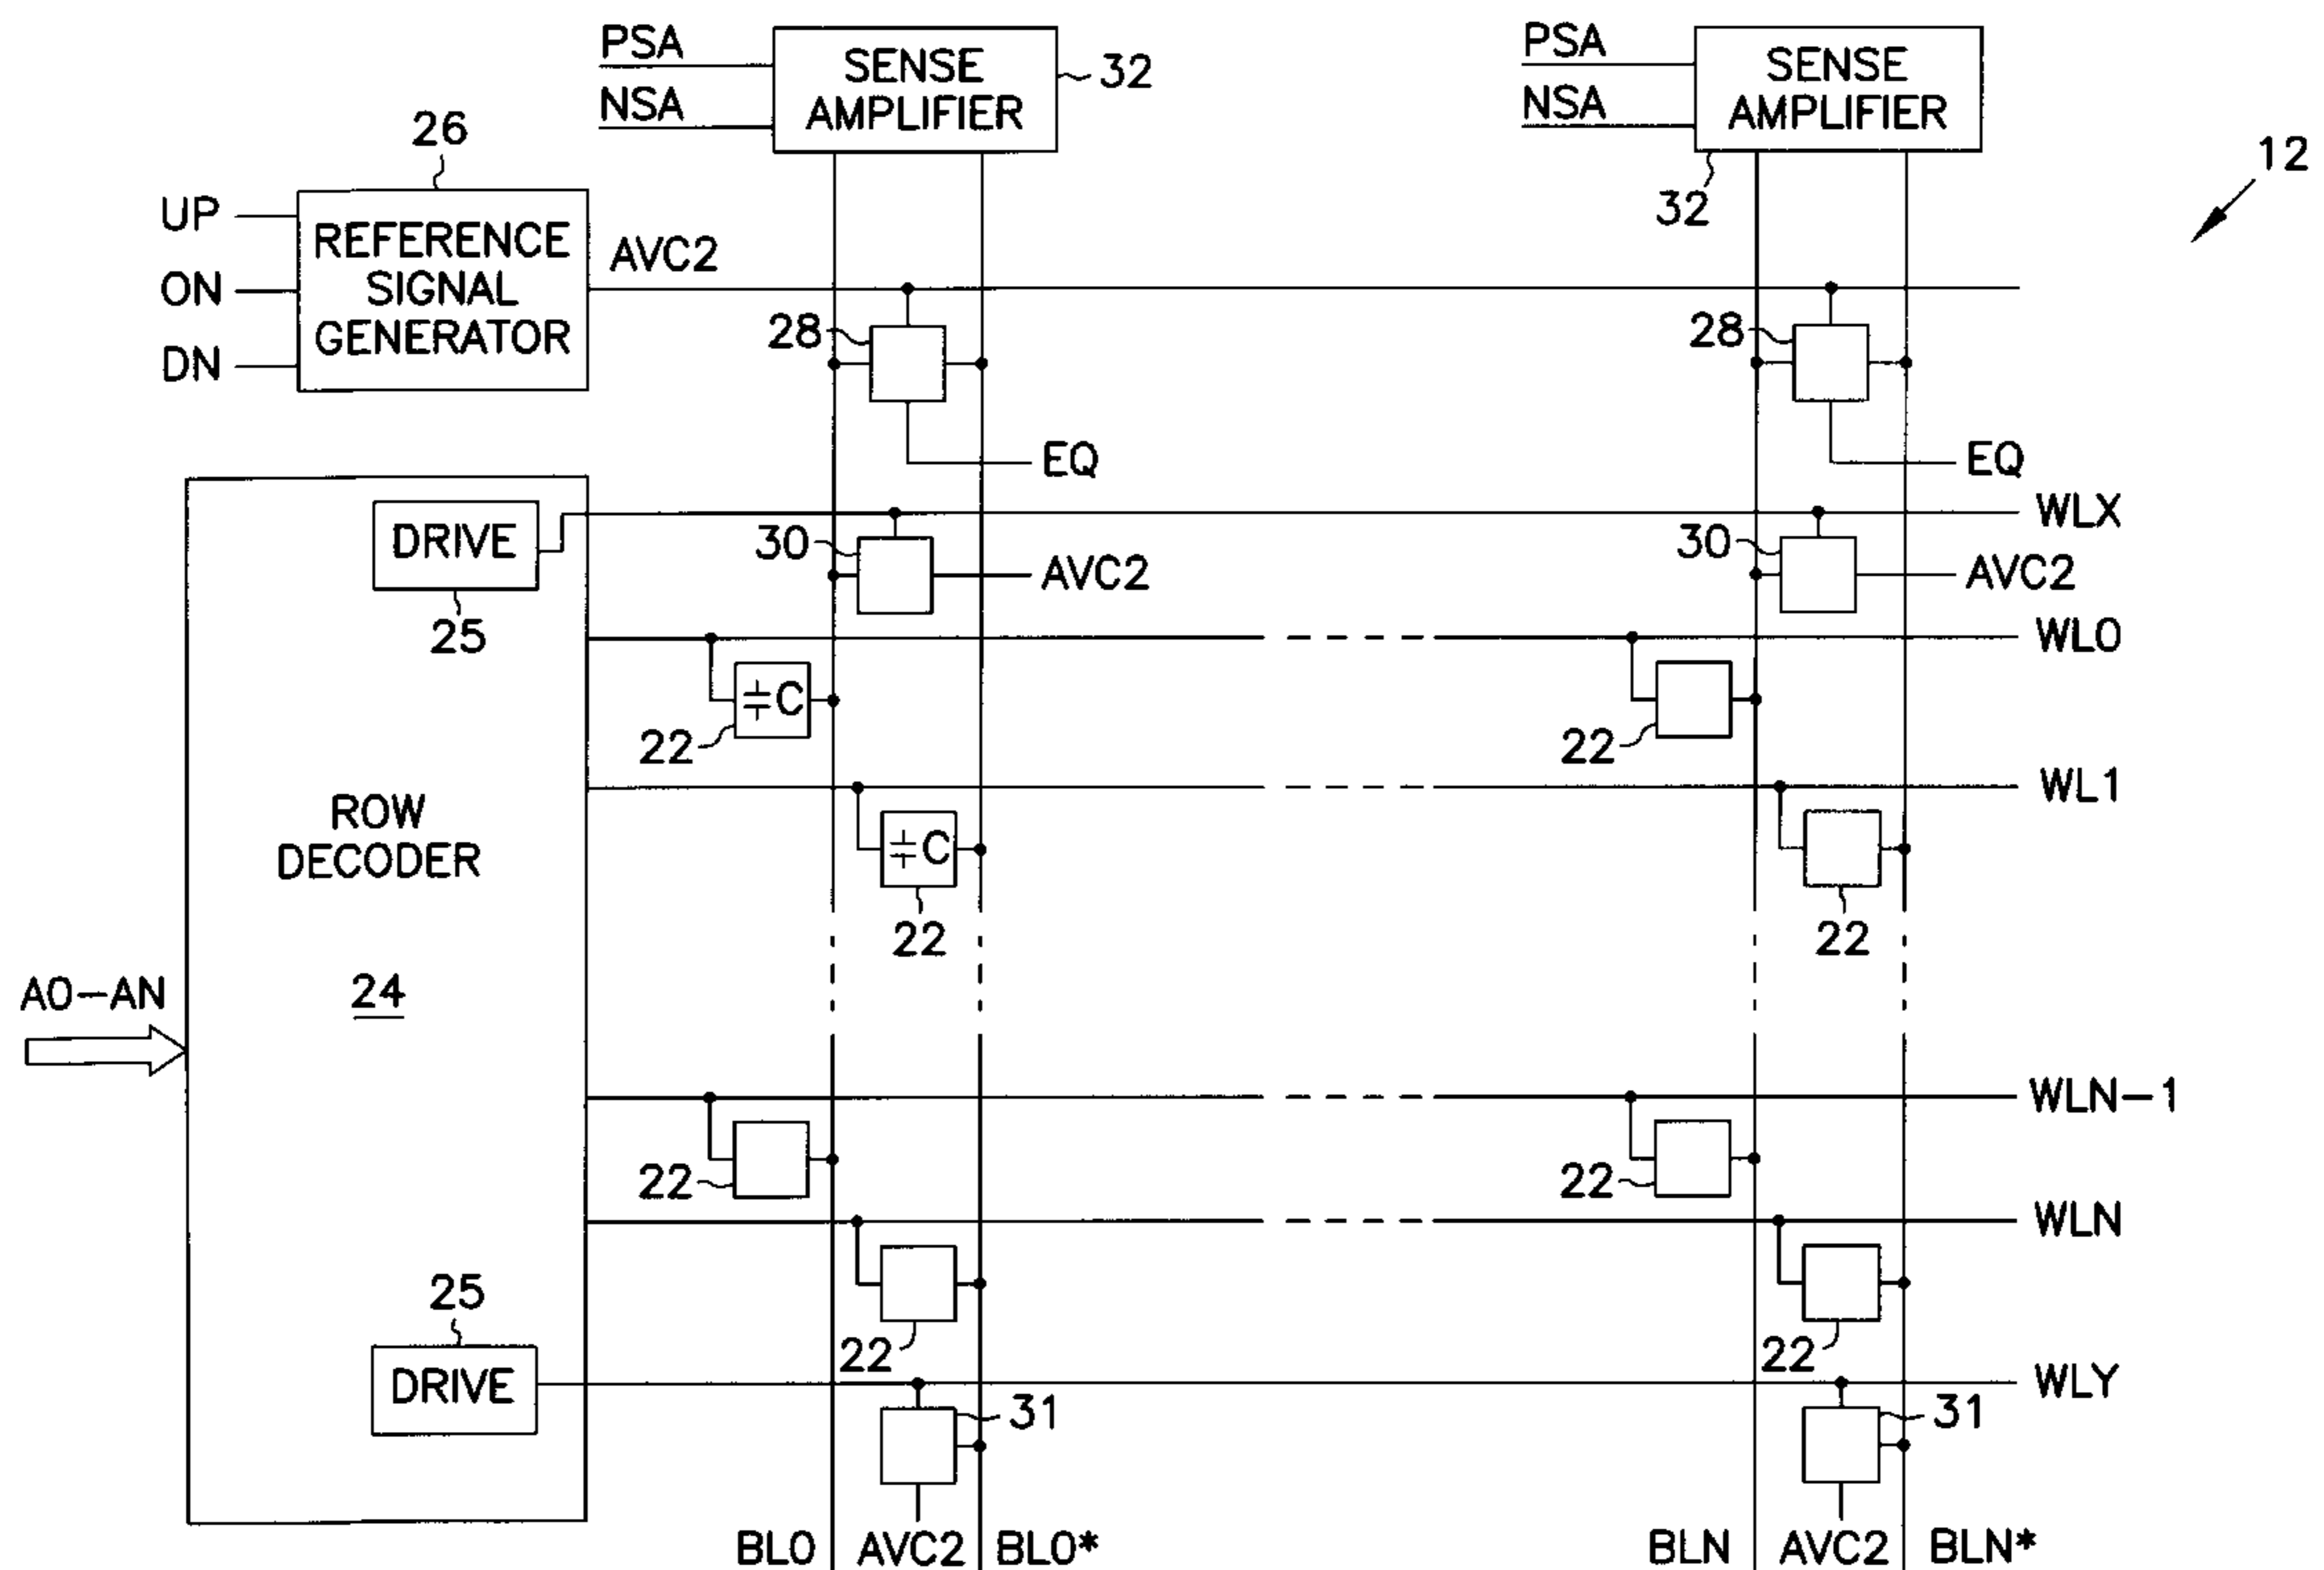 PSA
NSA
SENSE
AMPLIFIER
32
PSA
NSA
SENSE
AMPLIFIER
32
12
26
UP
ON
DN
REFERENCE
SIGNAL
GENERATOR
AVC2
28
EQ
28
EQ
DRIVE
25
WLX
30
AVC2
30
AVC2
WL0
C
22
22
WL1
C
22
22
ROW
DECODER
24
A0-AN
WLN-1
22
22
WLN
22
22
25
DRIVE
WLY
31
31
BL0
AVC2
BL0*
BLN
AVC2
BLN*